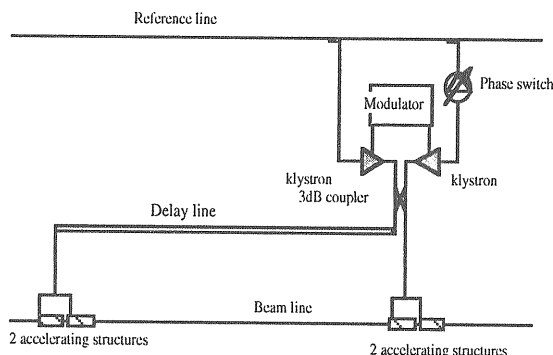 Reference line
Phase switch
Modulator
klystron
klystron
3dB coupler
Delay line
Beam line
2 accelerating structures
2 accelerating structures